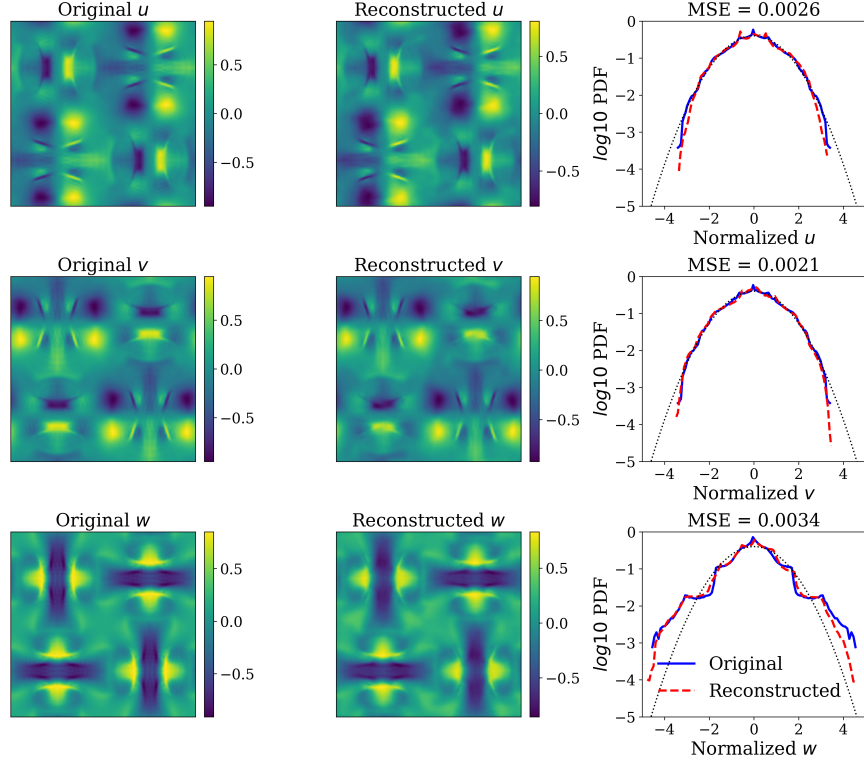 Original u
Reconstructed u
MSE = 0.0026
0.5
0.0
−0.5
0.5
0.0
−0.5
0
−1
−2
−3
−4
−5
log10 PDF
−4 −2 0 2 4
Normalized u
Original v
Reconstructed v
MSE = 0.0021
0.5
0.0
−0.5
0.5
0.0
−0.5
0
−1
−2
−3
−4
−5
log10 PDF
−4 −2 0 2 4
Normalized v
Original w
Reconstructed w
MSE = 0.0034
0.5
0.0
−0.5
0.5
0.0
−0.5
0
−1
−2
−3
−4
−5
log10 PDF
Original
Reconstructed
−4 −2 0 2 4
Normalized w